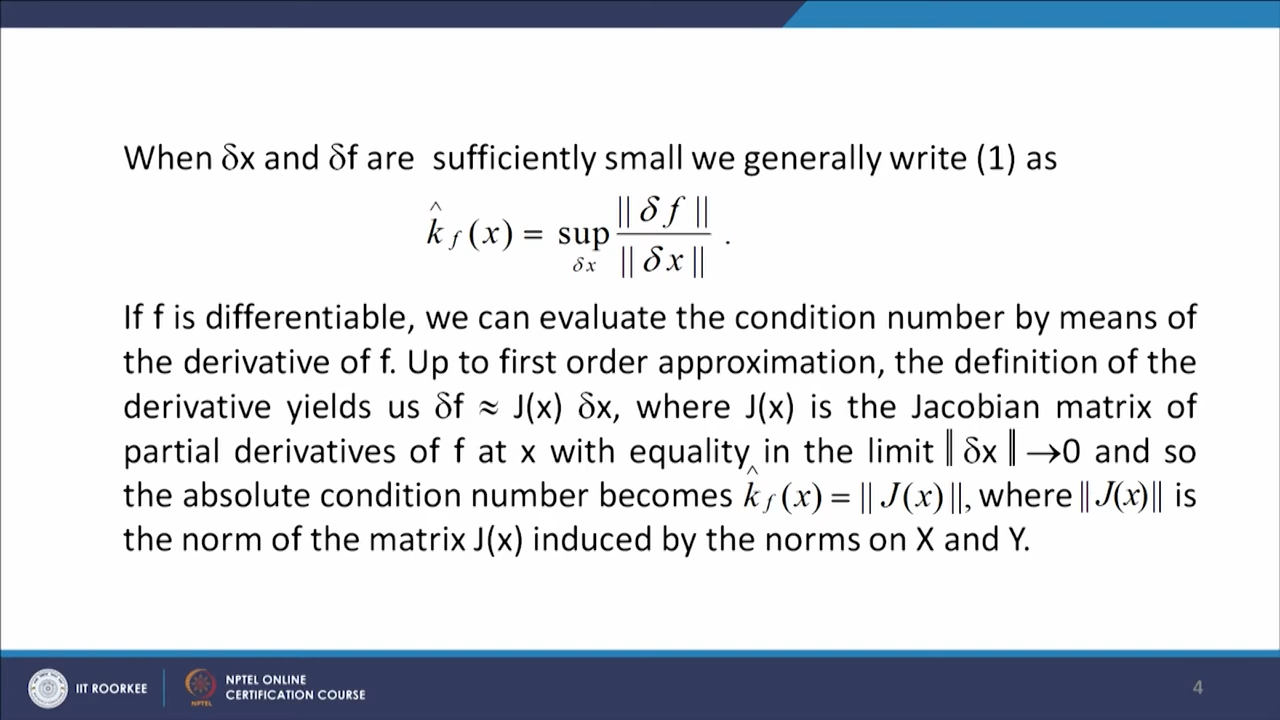 When δx and δf are sufficiently small we generally write (1) as
k̂_f(x) = sup_{δx} || δf || / || δx || .
If f is differentiable, we can evaluate the condition number by means of
the derivative of f. Up to first order approximation, the definition of the
derivative yields us δf ≈ J(x) δx, where J(x) is the Jacobian matrix of
partial derivatives of f at x with equality in the limit ‖δx‖→0 and so
the absolute condition number becomes k̂_f(x) = || J(x) ||, where || J(x) || is
the norm of the matrix J(x) induced by the norms on X and Y.
IIT ROORKEE
NPTEL
NPTEL ONLINE
CERTIFICATION COURSE
4